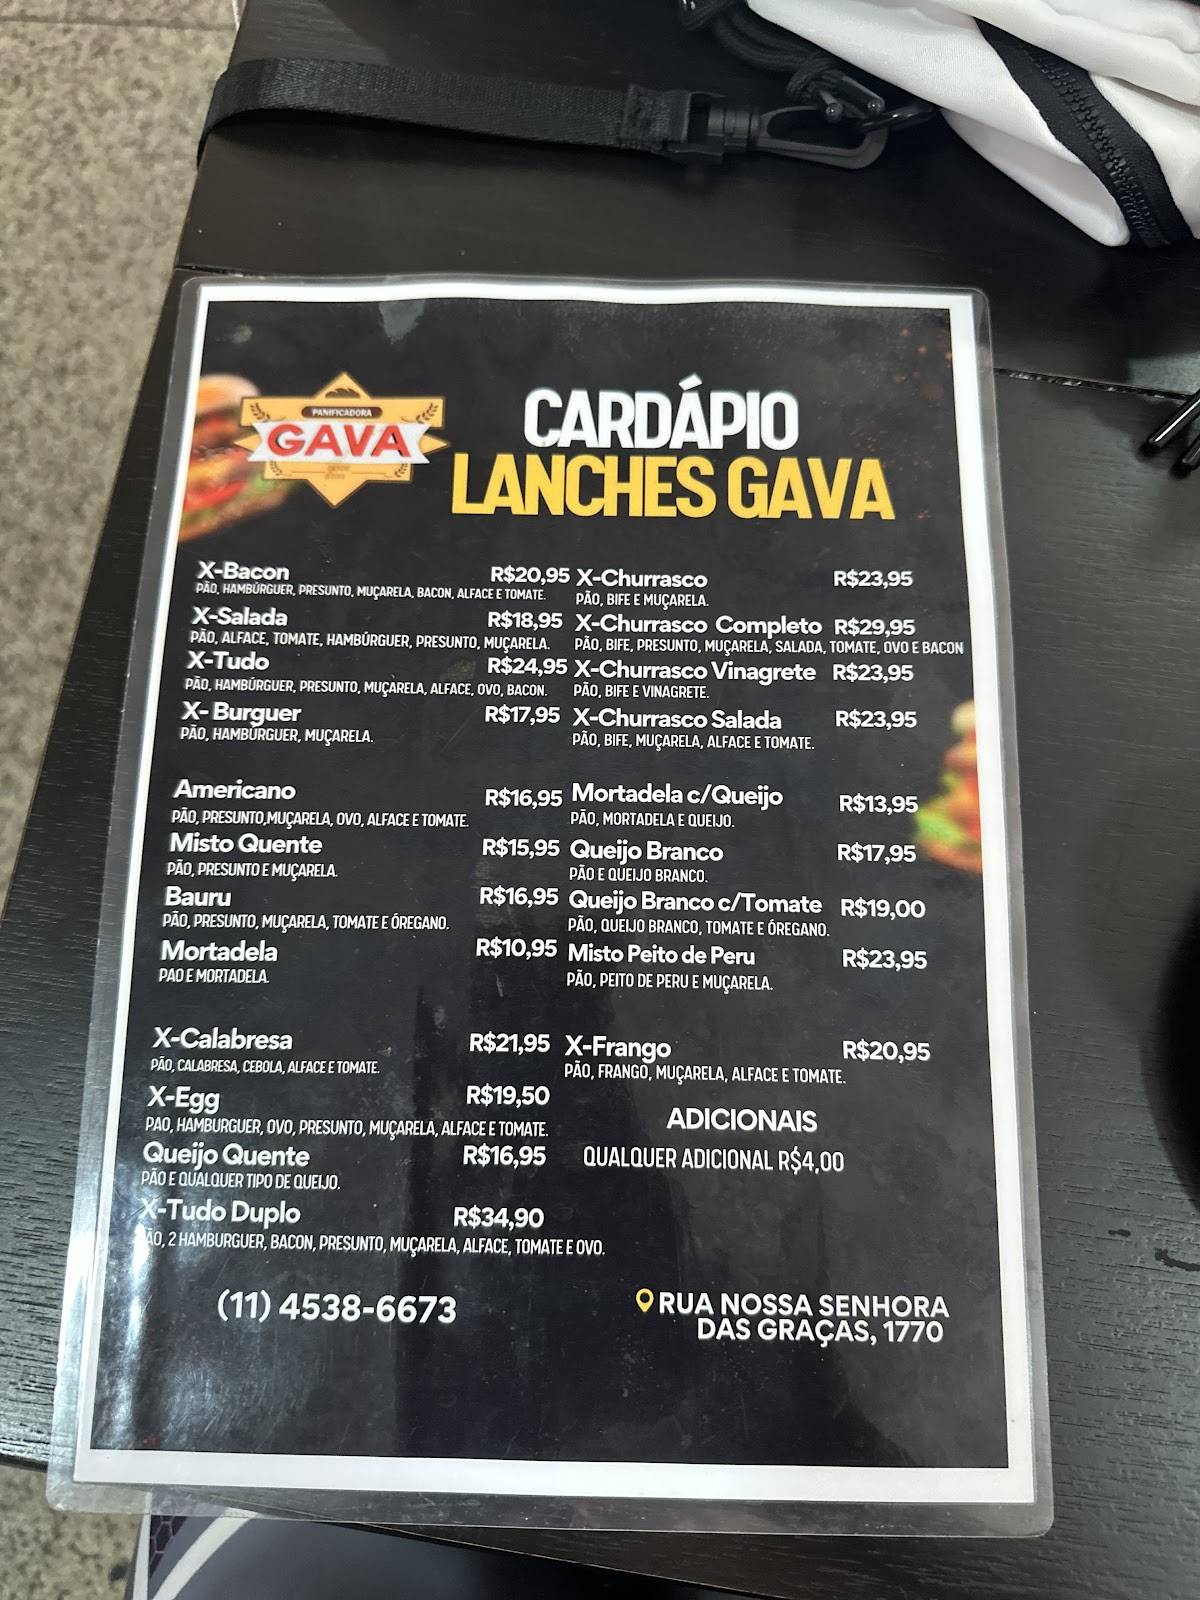 PANIFICADORA
GAVA
DESDE
CARDÁPIO
LANCHES GAVA
X-Bacon R$20,95
PÃO, HAMBÚRGUER, PRESUNTO, MUÇARELA, BACON, ALFACE E TOMATE.
X-Salada R$18,95
PÃO, ALFACE, TOMATE, HAMBÚRGUER, PRESUNTO, MUÇARELA.
X-Tudo R$24,95
PÃO, HAMBÚRGUER, PRESUNTO, MUÇARELA, ALFACE, OVO, BACON.
X- Burguer R$17,95
PÃO, HAMBÚRGUER, MUÇARELA.
Americano R$16,95
PÃO, PRESUNTO,MUÇARELA, OVO, ALFACE E TOMATE.
Misto Quente R$15,95
PÃO, PRESUNTO E MUÇARELA.
Bauru R$16,95
PÃO, PRESUNTO, MUÇARELA, TOMATE E ÓREGANO.
Mortadela R$10,95
PAO E MORTADELA.
X-Calabresa R$21,95
PÃO, CALABRESA, CEBOLA, ALFACE E TOMATE.
X-Egg R$19,50
PAO, HAMBURGUER, OVO, PRESUNTO, MUÇARELA, ALFACE E TOMATE.
Queijo Quente R$16,95
PÃO E QUALQUER TIPO DE QUEIJO.
X-Tudo Duplo R$34,90
PÃO, 2 HAMBURGUER, BACON, PRESUNTO, MUÇARELA, ALFACE, TOMATE E OVO.
X-Churrasco R$23,95
PÃO, BIFE E MUÇARELA.
X-Churrasco Completo R$29,95
PÃO, BIFE, PRESUNTO, MUÇARELA, SALADA, TOMATE, OVO E BACON
X-Churrasco Vinagrete R$23,95
PÃO, BIFE E VINAGRETE.
X-Churrasco Salada R$23,95
PÃO, BIFE, MUÇARELA, ALFACE E TOMATE.
Mortadela c/Queijo R$13,95
PÃO, MORTADELA E QUEIJO.
Queijo Branco R$17,95
PÃO E QUEIJO BRANCO.
Queijo Branco c/Tomate R$19,00
PÃO, QUEIJO BRANCO, TOMATE E ÓREGANO.
Misto Peito de Peru R$23,95
PÃO, PEITO DE PERU E MUÇARELA.
X-Frango R$20,95
PÃO, FRANGO, MUÇARELA, ALFACE E TOMATE.
ADICIONAIS
QUALQUER ADICIONAL R$4,00
(11) 4538-6673
RUA NOSSA SENHORA
DAS GRAÇAS, 1770